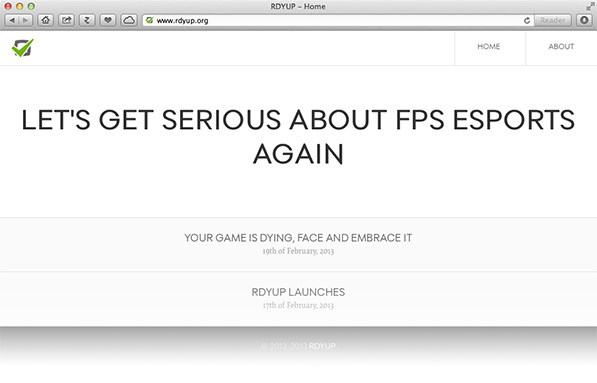 RDYUP – Home
www.rdyup.org
Reader
HOME
ABOUT
LET'S GET SERIOUS ABOUT FPS ESPORTS
AGAIN
YOUR GAME IS DYING, FACE AND EMBRACE IT
19th of February, 2013
RDYUP LAUNCHES
17th of February, 2013
© 2013-2013 RDYUP